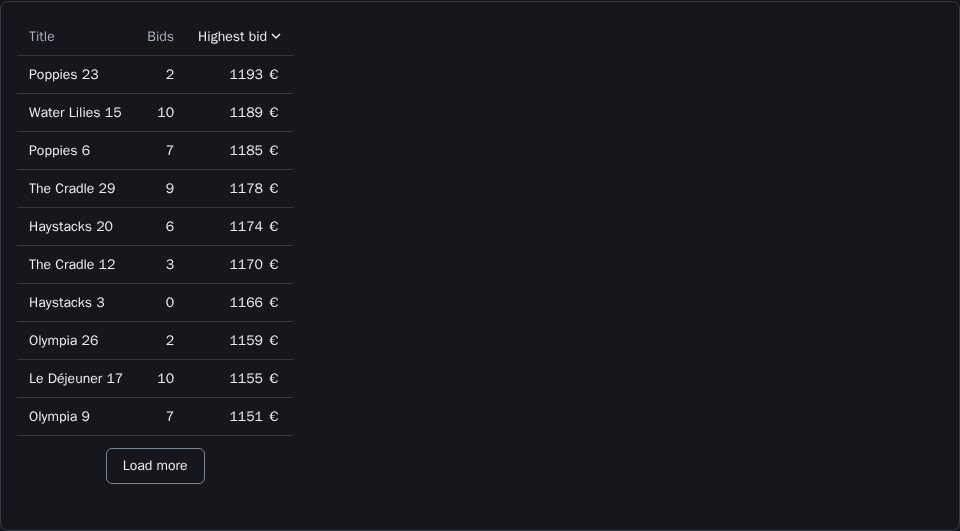 Title Bids Highest bid
Poppies 23 2 1193 €
Water Lilies 15 10 1189 €
Poppies 6 7 1185 €
The Cradle 29 9 1178 €
Haystacks 20 6 1174 €
The Cradle 12 3 1170 €
Haystacks 3 0 1166 €
Olympia 26 2 1159 €
Le Déjeuner 17 10 1155 €
Olympia 9 7 1151 €
Load more